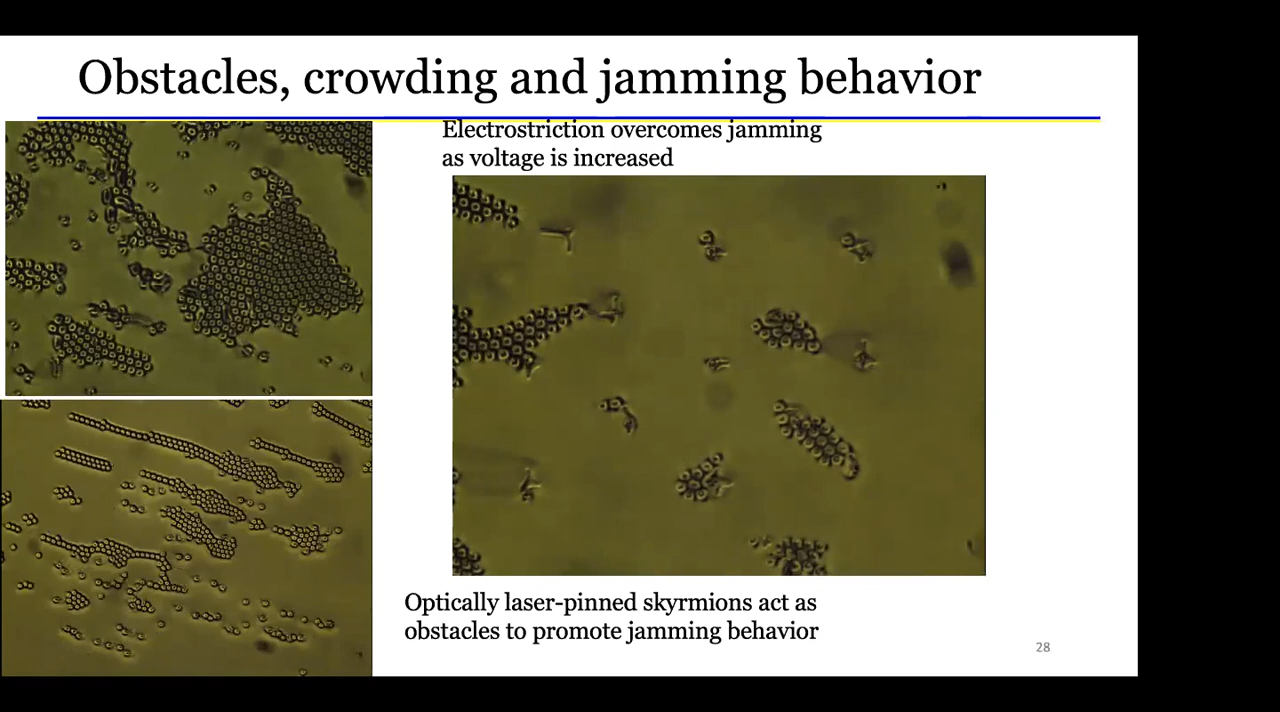 Obstacles, crowding and jamming behavior
Electrostriction overcomes jamming
as voltage is increased
Optically laser-pinned skyrmions act as
obstacles to promote jamming behavior
28